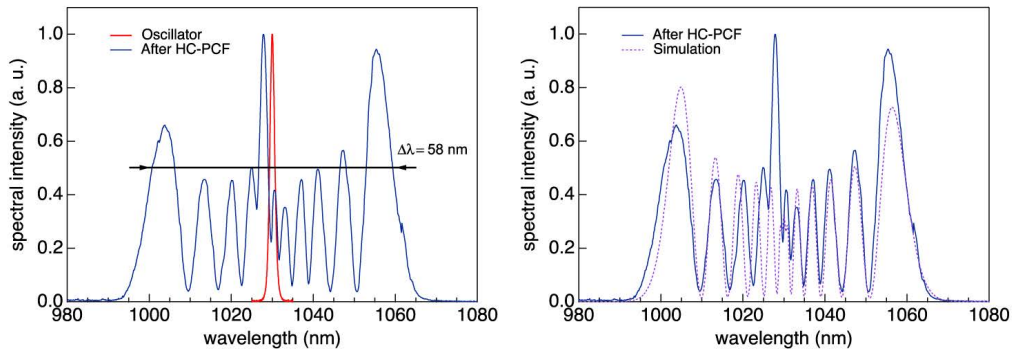 1.0
0.8
0.6
0.4
0.2
0.0
spectral intensity (a. u.)
Oscillator
After HC-PCF
Δλ= 58 nm
980 1000 1020 1040 1060 1080
wavelength (nm)
1.0
0.8
0.6
0.4
0.2
0.0
spectral intensity (a. u.)
After HC-PCF
Simulation
980 1000 1020 1040 1060 1080
wavelength (nm)